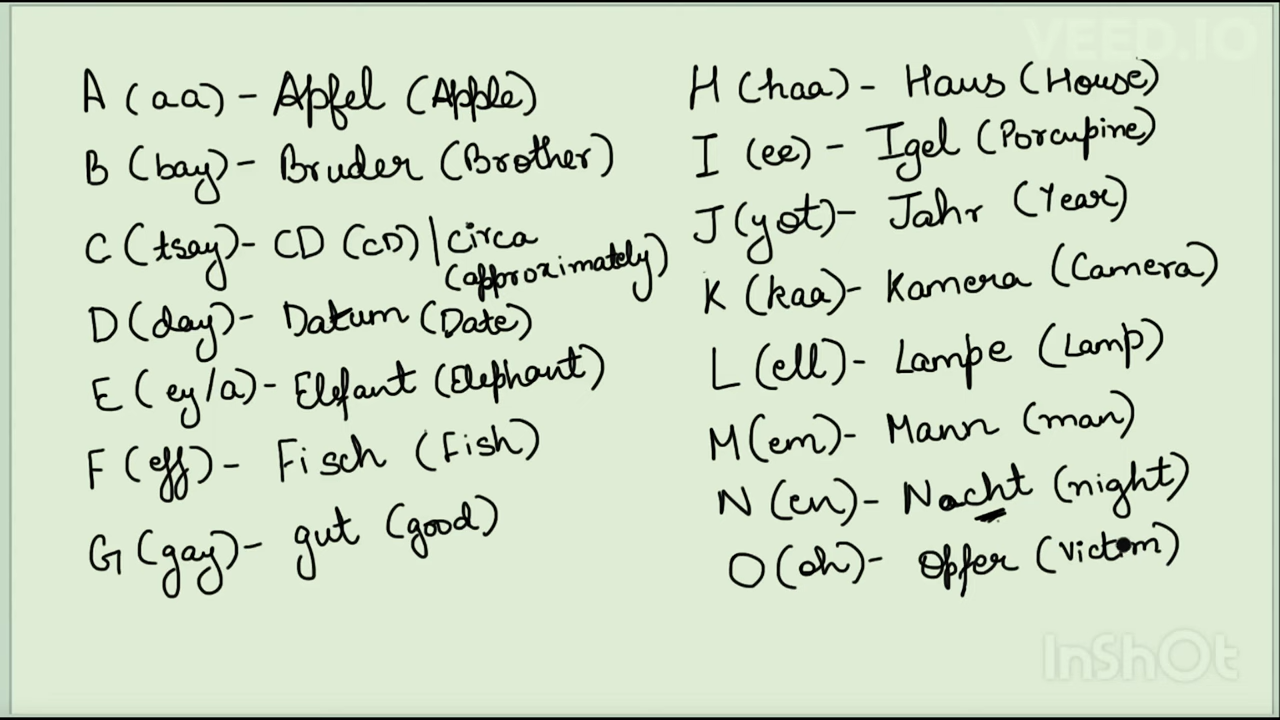 VEED.IO
A (aa) - Apfel (Apple)
B (bay) - Bruder (Brother)
C (tsay) - CD (CD) | circa
(approximately)
D (day) - Datum (Date)
E (ey/a) - Elefant (Elephant)
F (eff) - Fisch (Fish)
G (gay) - gut (good)
H (haa) - Haus (House)
I (ee) - Igel (Porcupine)
J (yot) - Jahr (Year)
K (kaa) - Kamera (Camera)
L (ell) - Lampe (Lamp)
M (em) - Mann (man)
N (en) - Nacht (night)
O (oh) - Opfer (Victim)
InShOt